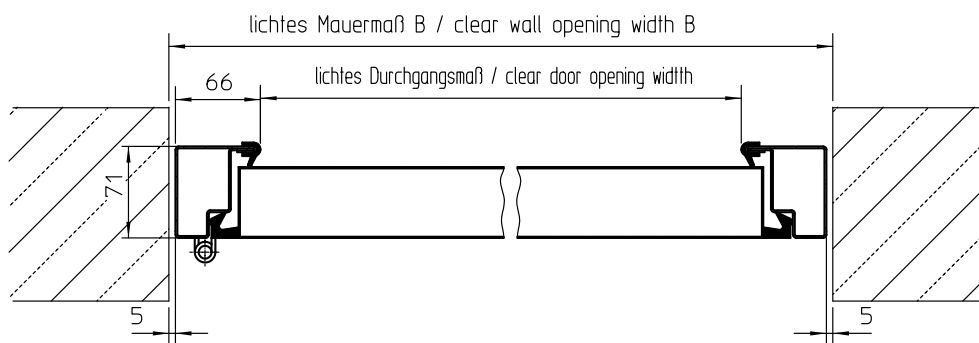 lichtes Mauermaß B / clear wall opening width B
lichtes Durchgangsmaß / clear door opening widtth
66
71
5
5